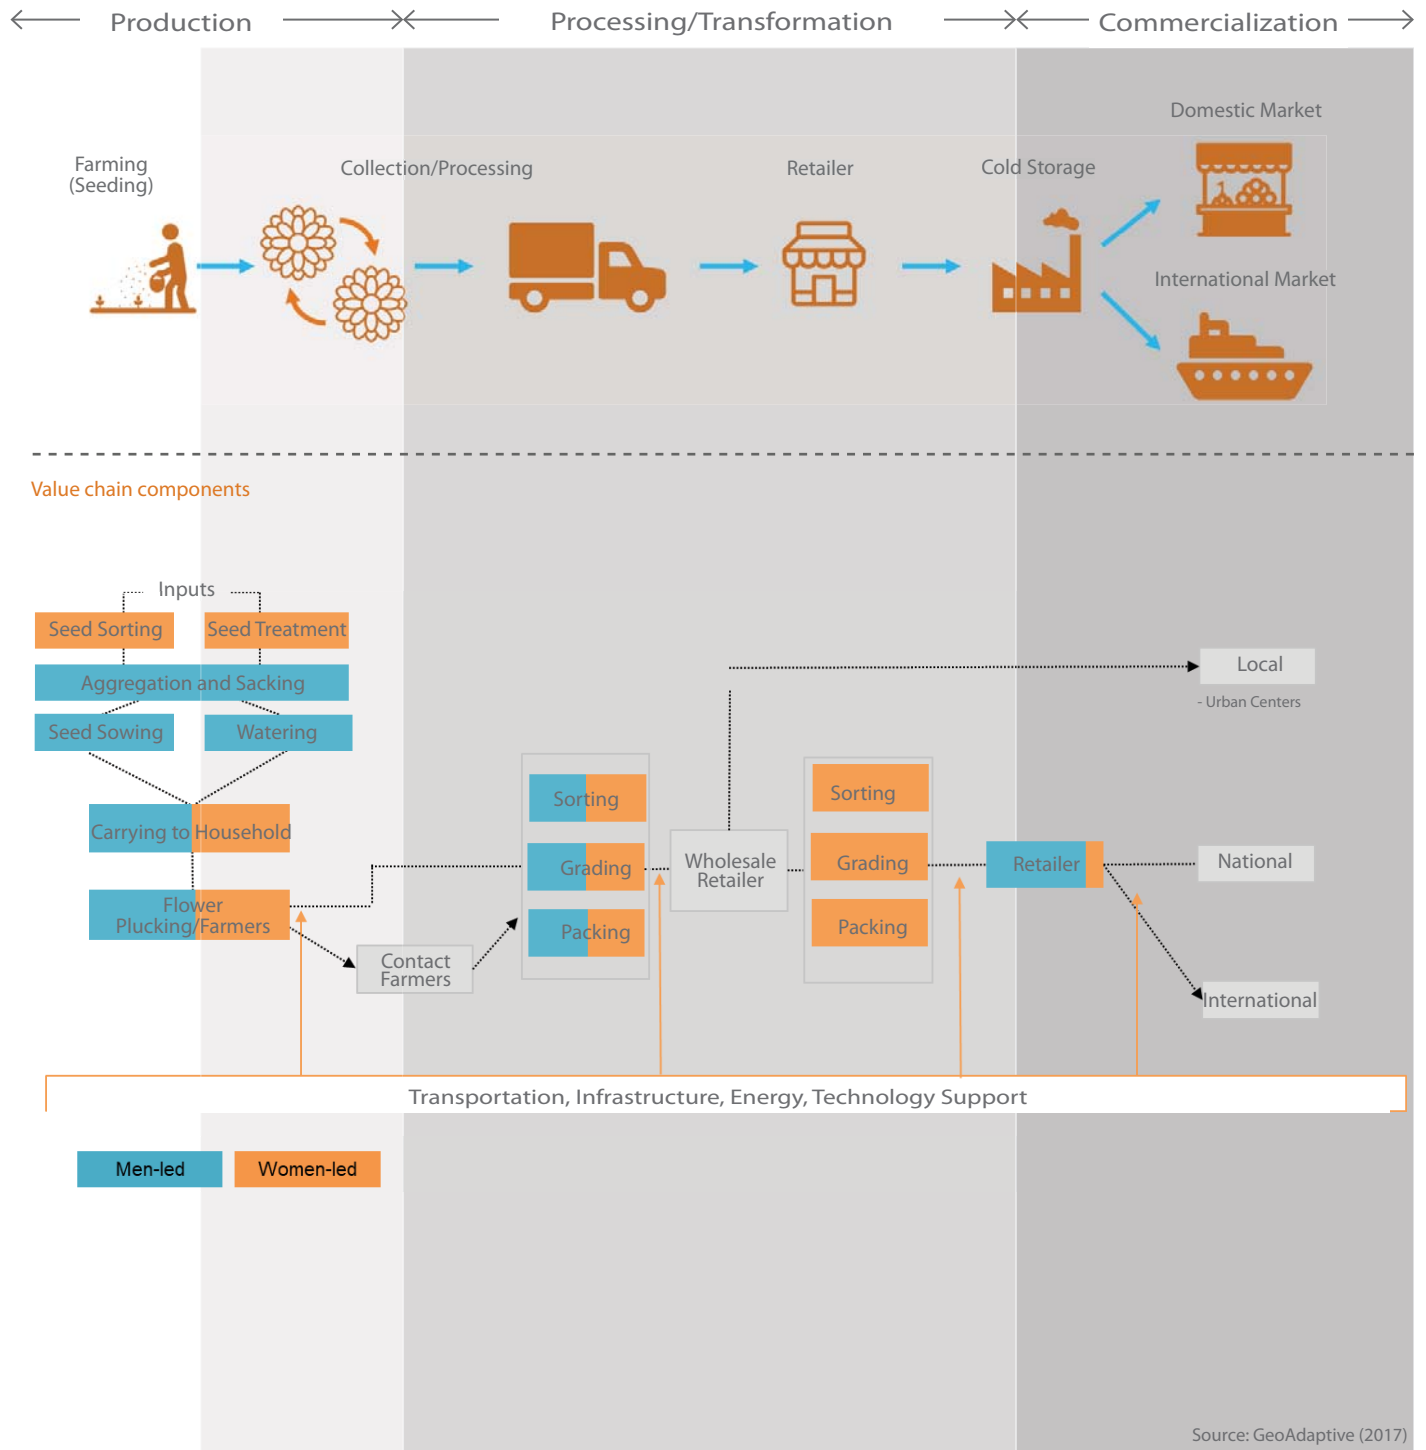 Production
Processing/Transformation
Commercialization
Domestic Market
Farming
(Seeding)
Collection/Processing
Retailer
Cold Storage
International Market
Value chain components
Inputs
Seed Sorting
Seed Treatment
Aggregation and Sacking
Seed Sowing
Watering
Carrying to Household
Flower
Plucking/Farmers
Contact
Farmers
Sorting
Grading
Packing
Wholesale
Retailer
Sorting
Grading
Packing
Retailer
Local
- Urban Centers
National
International
Transportation, Infrastructure, Energy, Technology Support
Men-led
Women-led
Source: GeoAdaptive (2017)